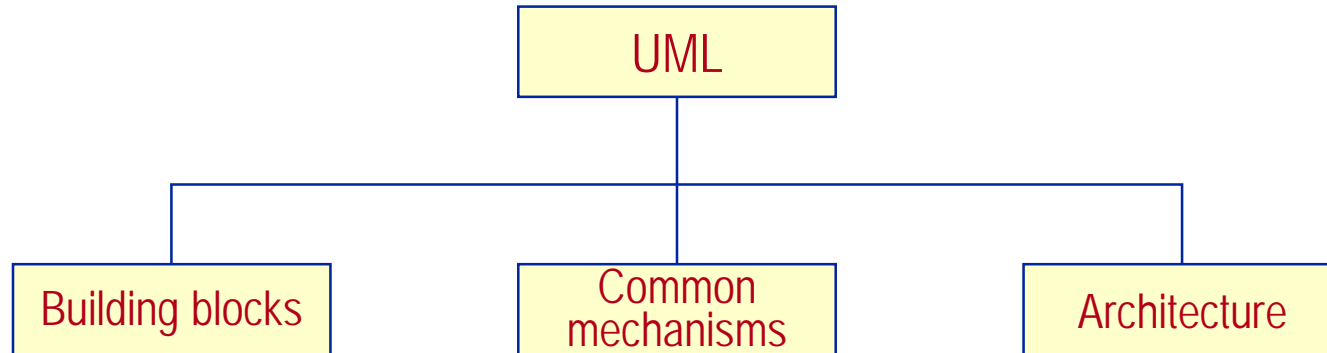 UML
Building blocks
Common
mechanisms
Architecture